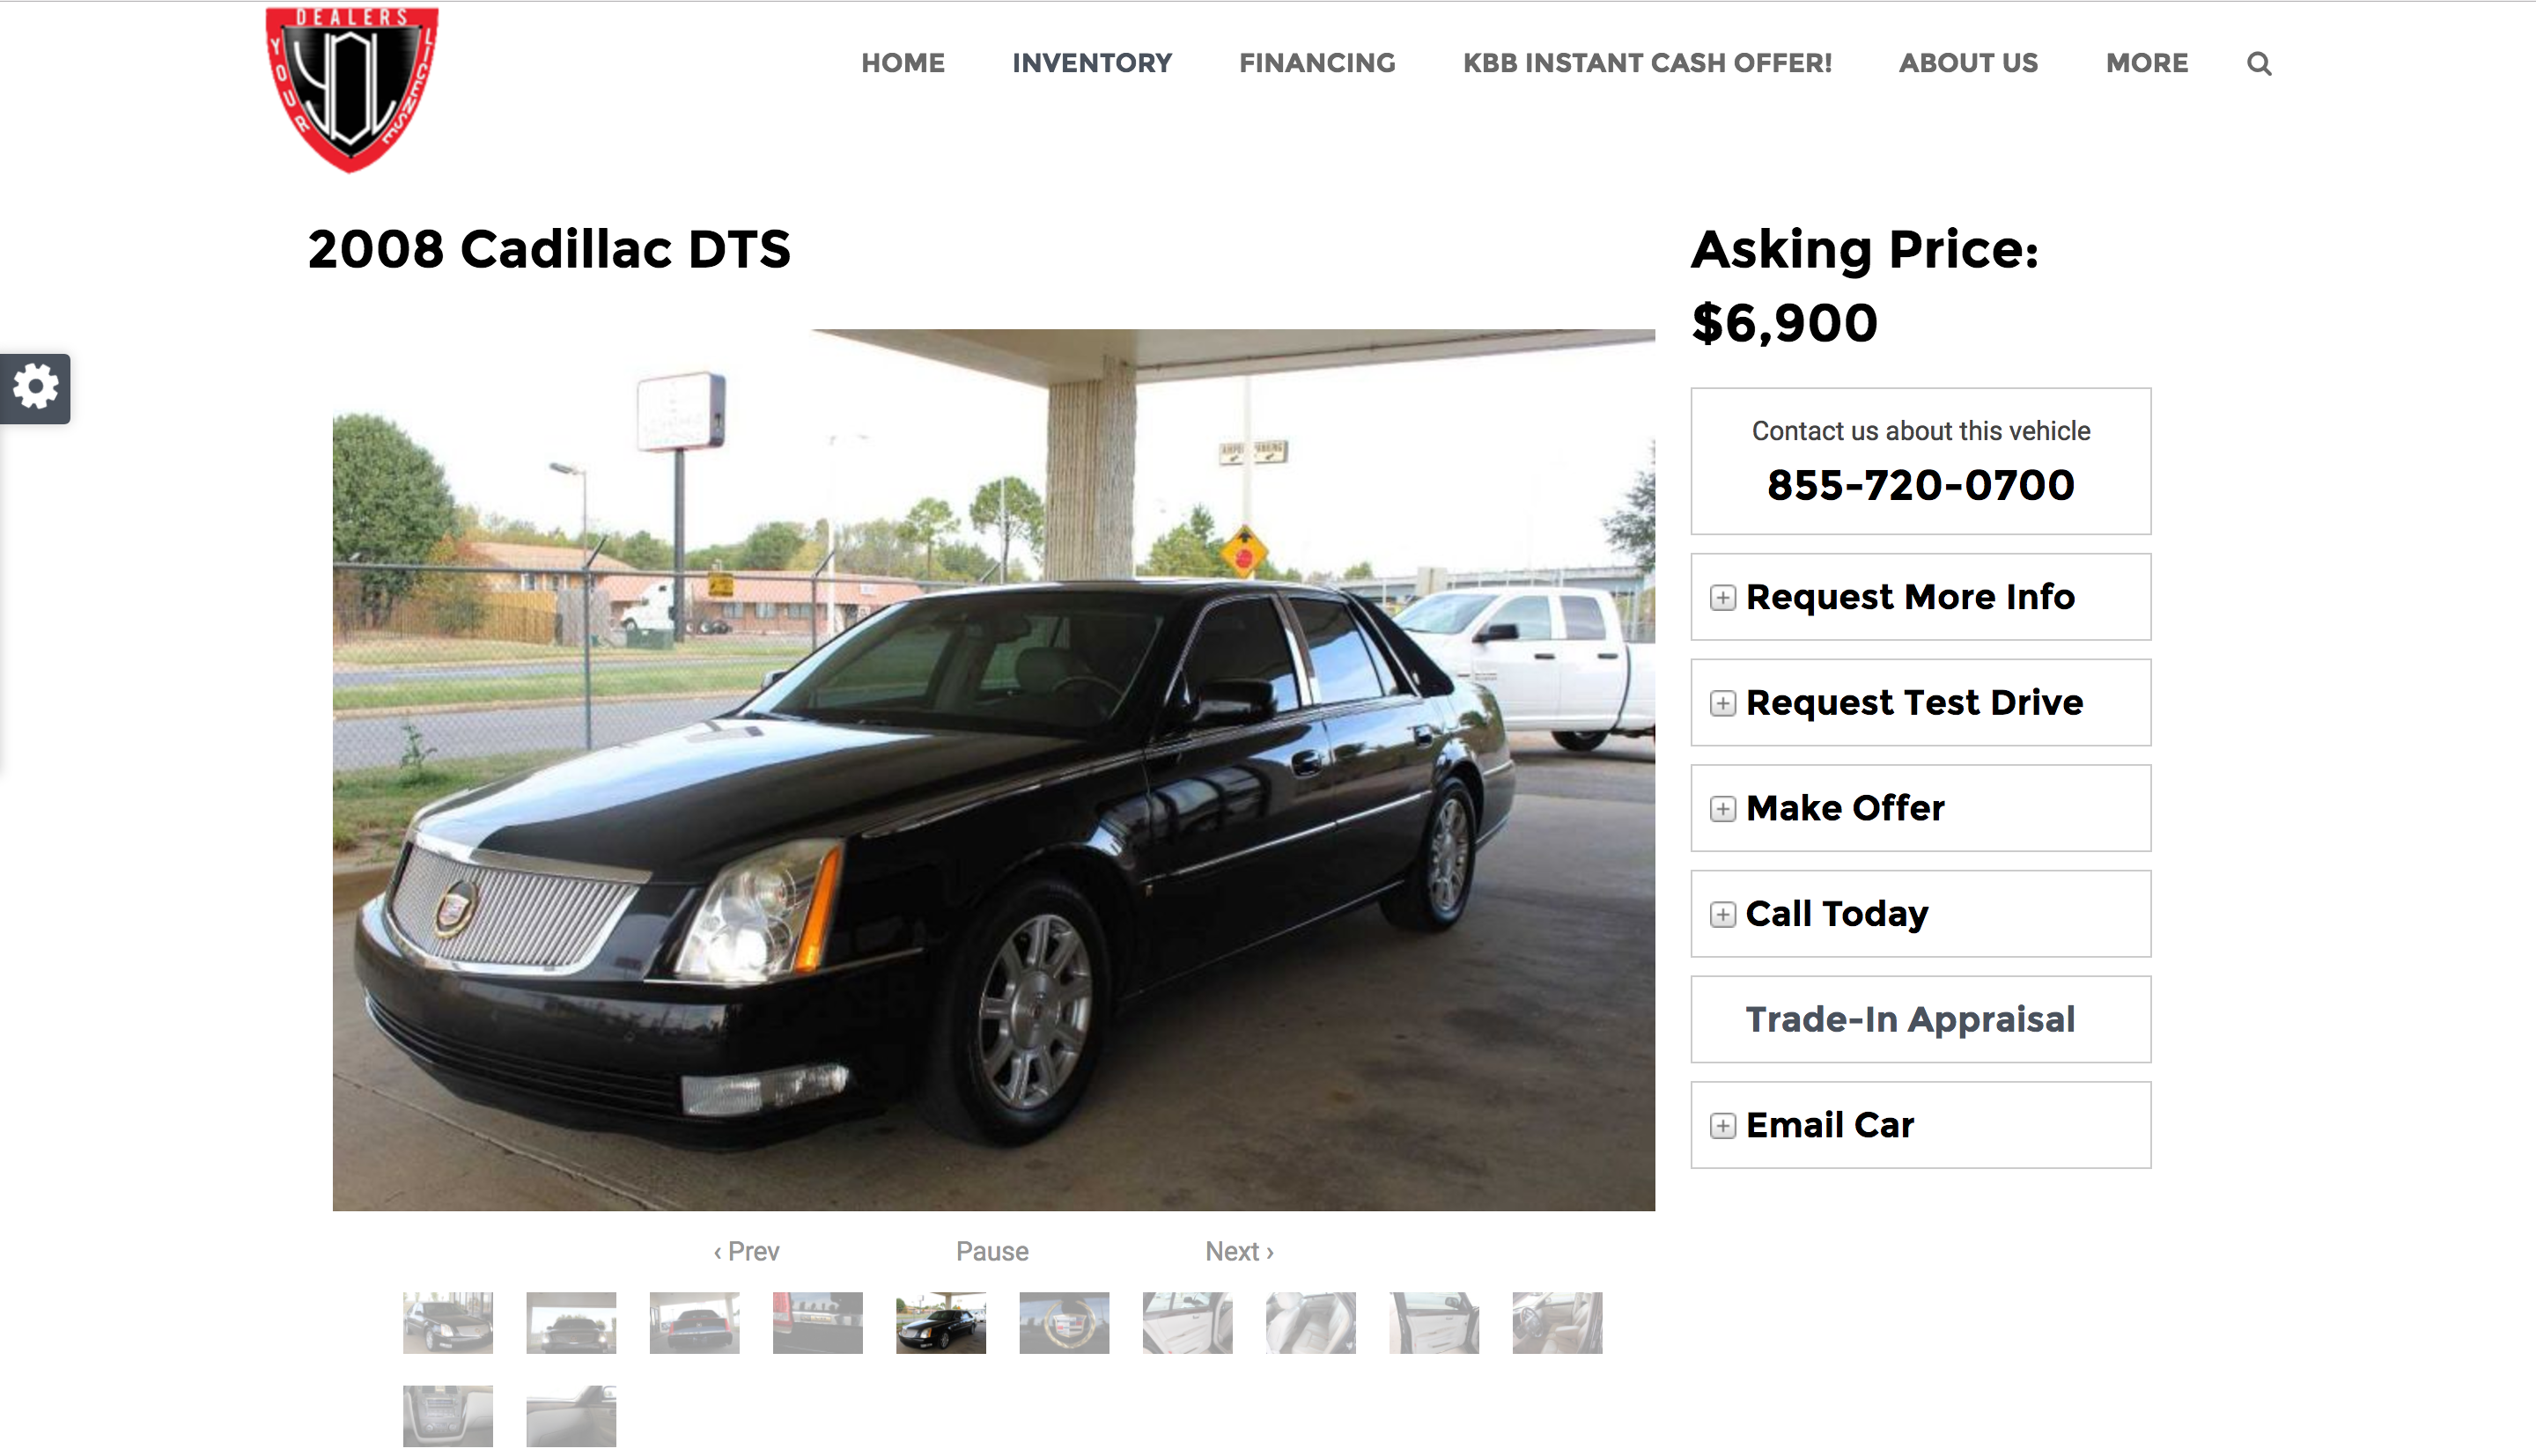 YOUR DEALERS LICENSE
YDL
HOME
INVENTORY
FINANCING
KBB INSTANT CASH OFFER!
ABOUT US
MORE
2008 Cadillac DTS
Asking Price:
$6,900
Contact us about this vehicle
855-720-0700
Request More Info
Request Test Drive
Make Offer
Call Today
Trade-In Appraisal
Email Car
‹ Prev
Pause
Next ›